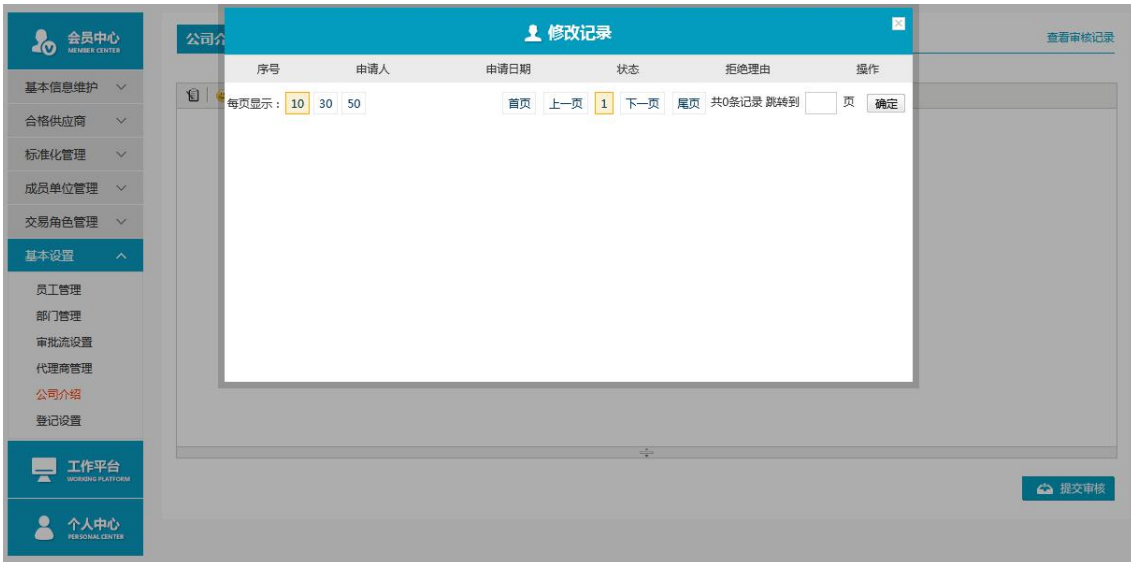 会员中心
MEMBER CENTER
基本信息维护
合格供应商
标准化管理
成员单位管理
交易角色管理
基本设置
员工管理
部门管理
审批流设置
代理商管理
公司介绍
登记设置
工作平台
WORKING PLATFORM
个人中心
PERSONAL CENTER
公司介
查看审核记录
修改记录
序号 申请人 申请日期 状态 拒绝理由 操作
每页显示： 10 30 50 首页 上一页 1 下一页 尾页 共0条记录 跳转到 页 确定
提交审核